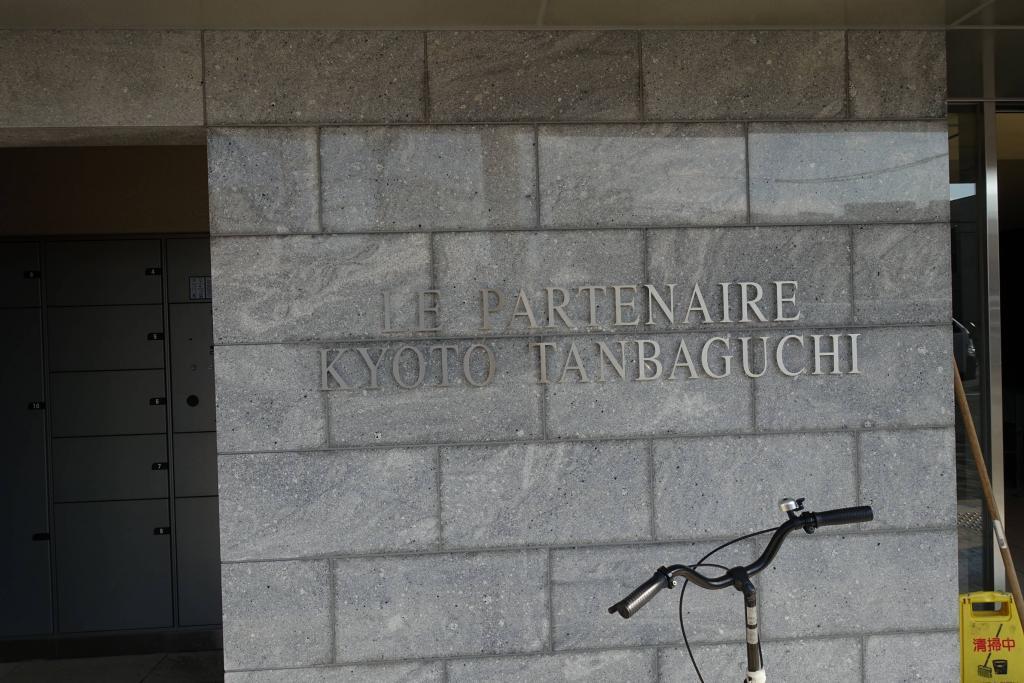 LE PARTENAIRE
KYOTO TANBAGUCHI
清掃中